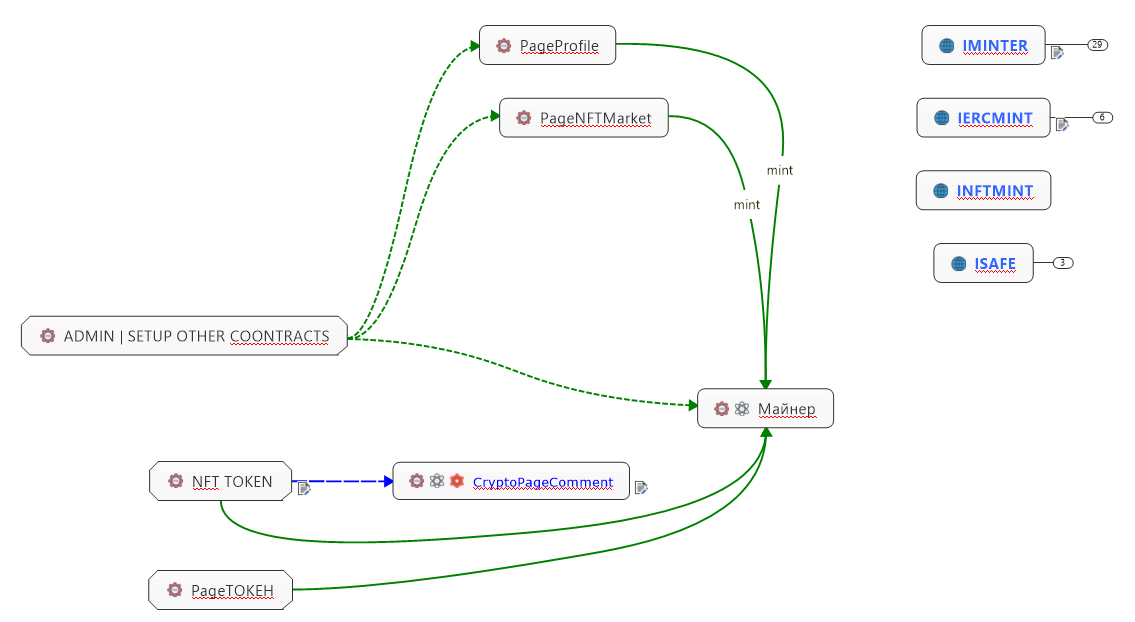 PageProfile
IMINTER
29
PageNFTMarket
IERCMINT
6
mint
INFTMINT
mint
ISAFE
3
ADMIN | SETUP OTHER COONTRACTS
Майнер
NFT TOKEN
CryptoPageComment
PageТОКЕН